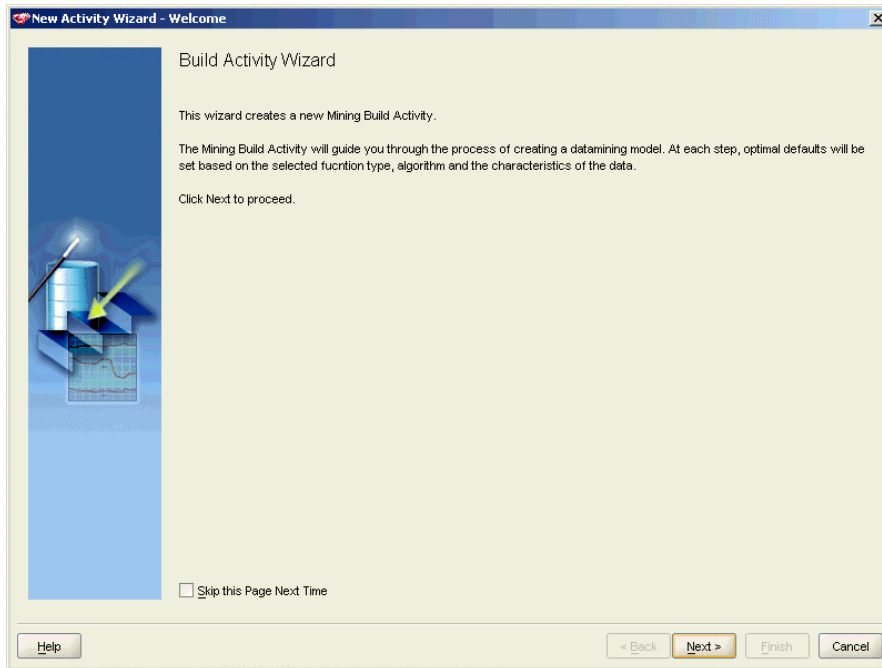 New Activity Wizard - Welcome
Build Activity Wizard
This wizard creates a new Mining Build Activity.
The Mining Build Activity will guide you through the process of creating a datamining model. At each step, optimal defaults will be
set based on the selected fucntion type, algorithm and the characteristics of the data.
Click Next to proceed.
Skip this Page Next Time
Help
< Back
Next >
Finish
Cancel